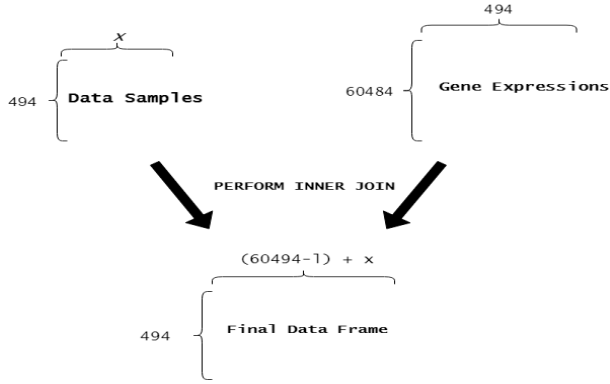 x
494
Data Samples
494
60484
Gene Expressions
PERFORM INNER JOIN
(60494-1) + x
494
Final Data Frame